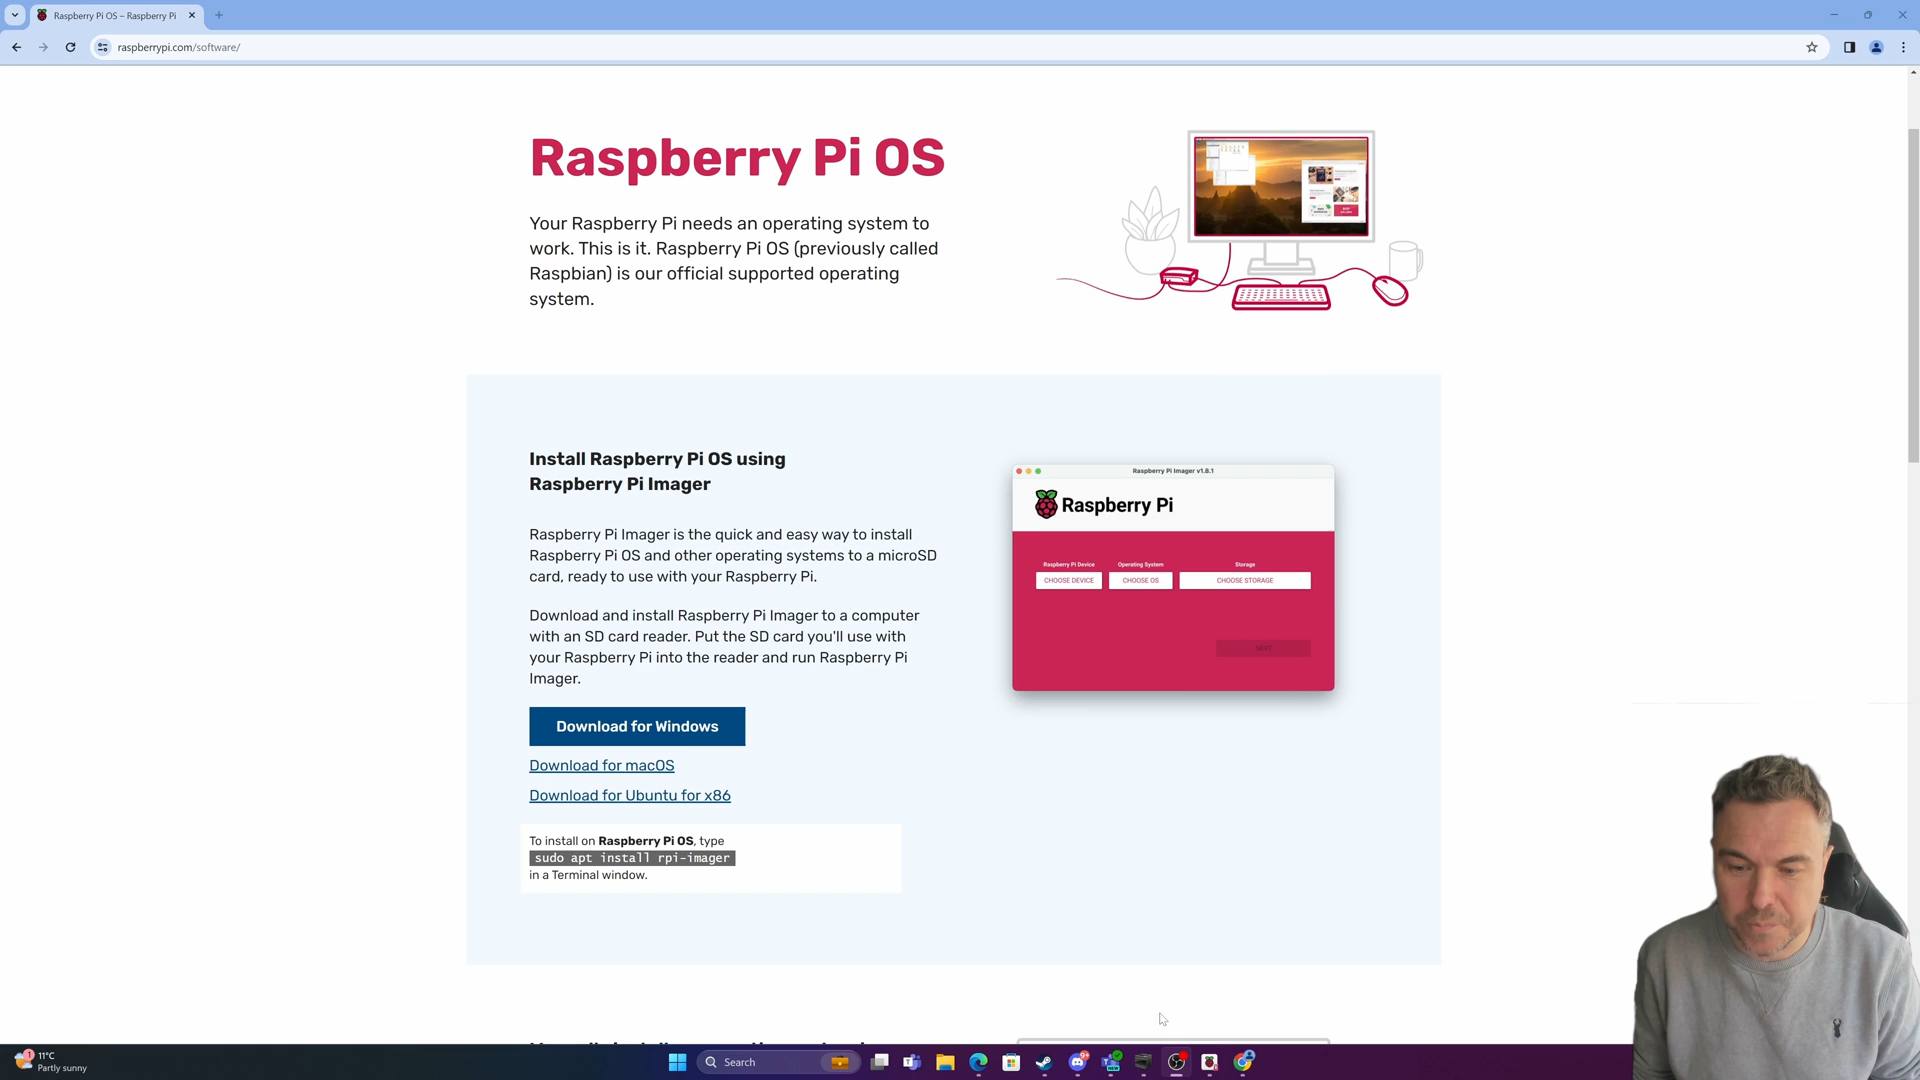 Raspberry Pi OS – Raspberry Pi
raspberrypi.com/software/
Raspberry Pi OS
Your Raspberry Pi needs an operating system to
work. This is it. Raspberry Pi OS (previously called
Raspbian) is our official supported operating
system.
Install Raspberry Pi OS using
Raspberry Pi Imager
Raspberry Pi Imager is the quick and easy way to install
Raspberry Pi OS and other operating systems to a microSD
card, ready to use with your Raspberry Pi.
Download and install Raspberry Pi Imager to a computer
with an SD card reader. Put the SD card you'll use with
your Raspberry Pi into the reader and run Raspberry Pi
Imager.
Download for Windows
Download for macOS
Download for Ubuntu for x86
To install on Raspberry Pi OS, type
sudo apt install rpi-imager
in a Terminal window.
Raspberry Pi Imager v1.8.1
Raspberry Pi
Raspberry Pi Device Operating System Storage
CHOOSE DEVICE CHOOSE OS CHOOSE STORAGE
NEXT
1
11°C
Partly sunny
Search
9+
NEW